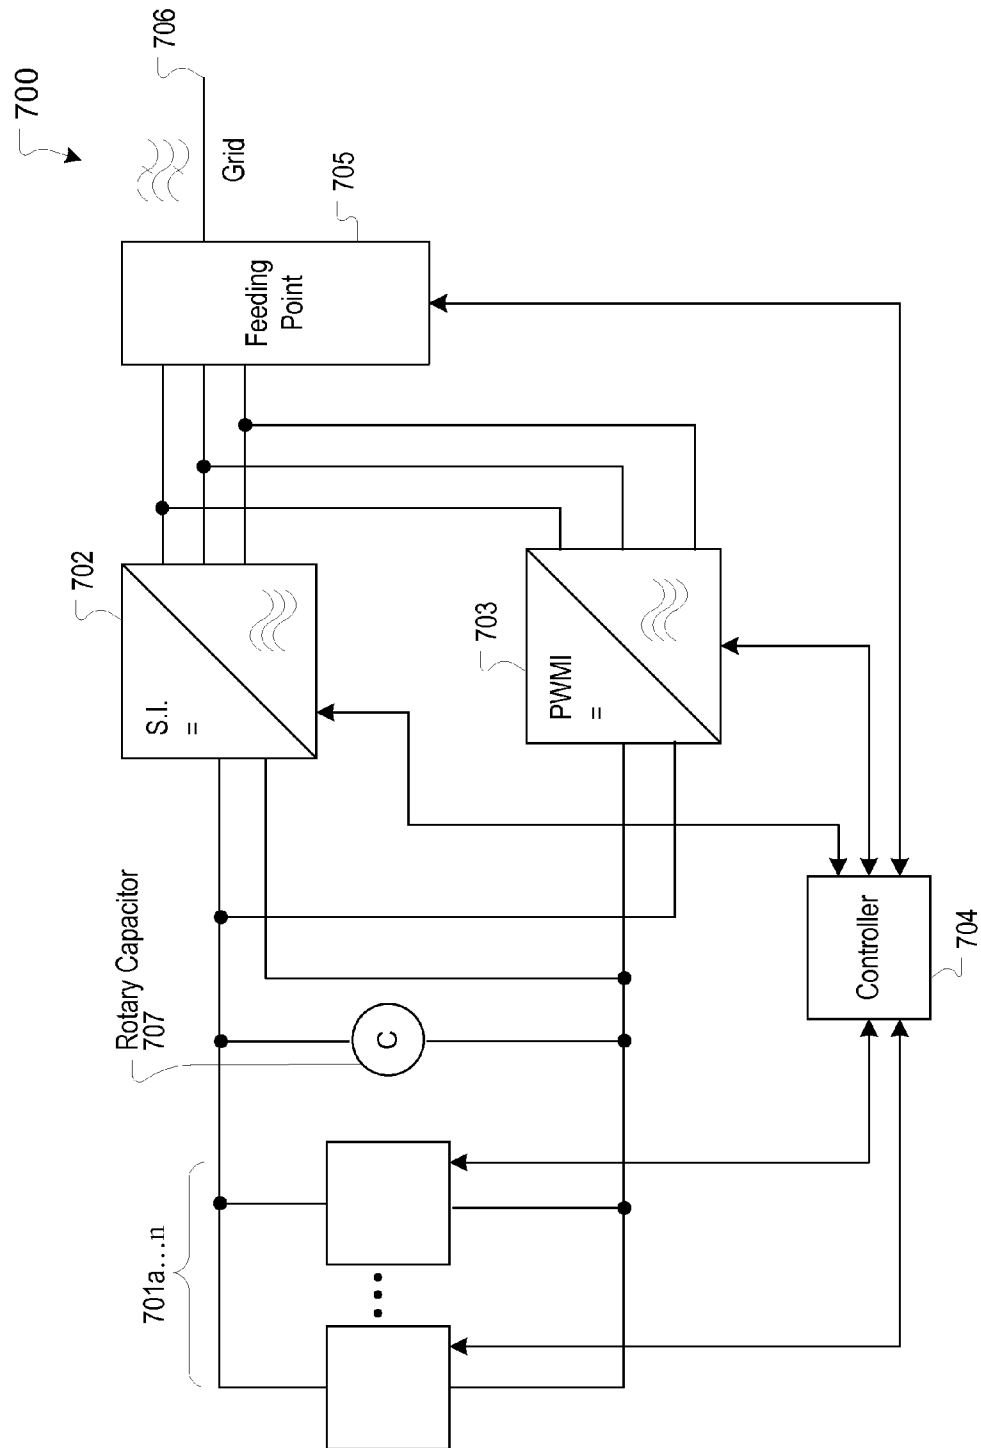 700
706
Grid
705
Feeding
Point
702
S.I.
=
703
PWMI
=
Rotary Capacitor
707
C
701a...n
Controller
704